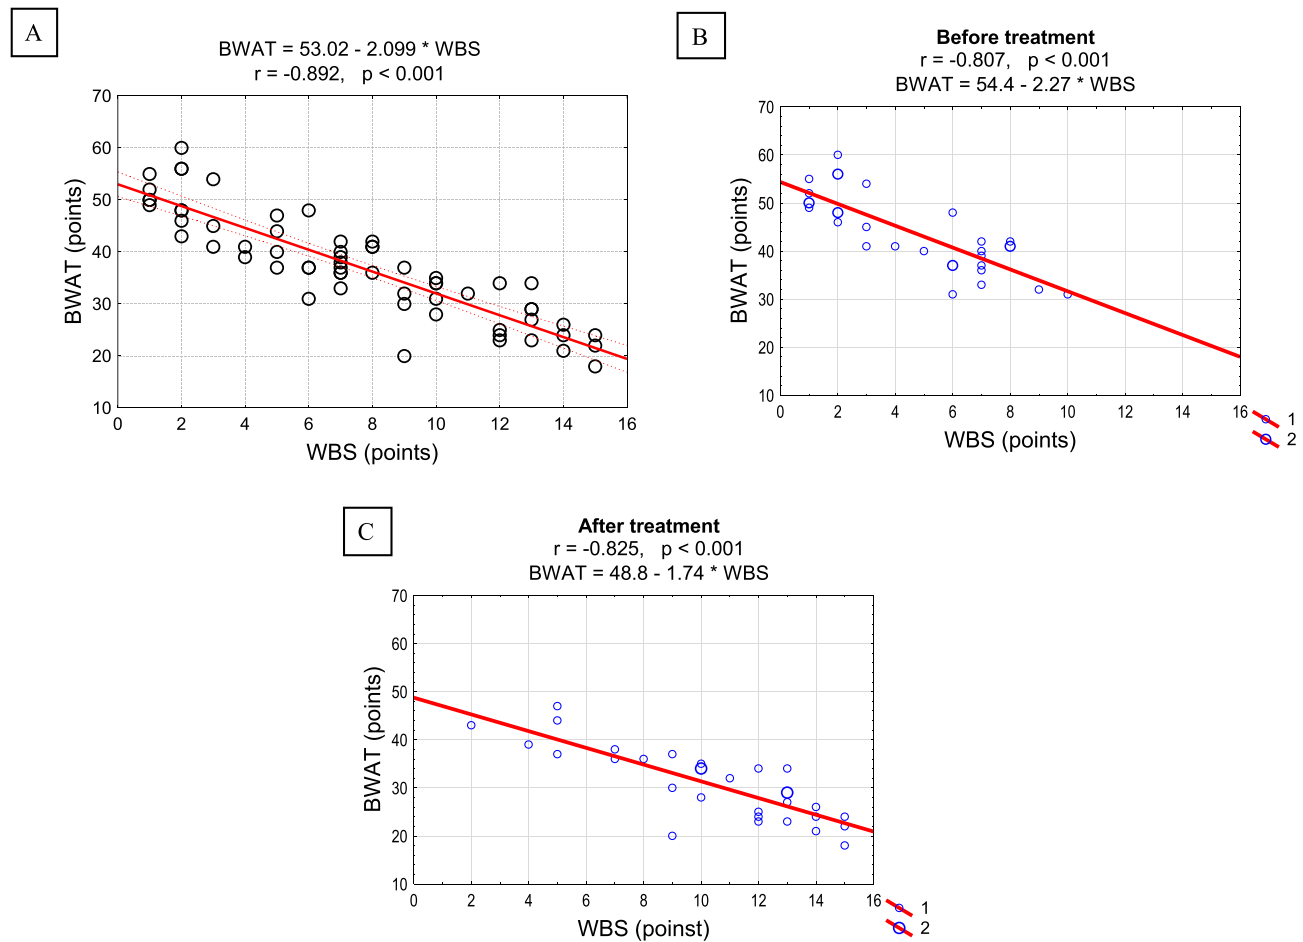 A
BWAT = 53.02 - 2.099 * WBS
r = -0.892, p < 0.001
70
60
50
40
30
20
10
BWAT (points)
0 2 4 6 8 10 12 14 16
WBS (points)
B
Before treatment
r = -0.807, p < 0.001
BWAT = 54.4 - 2.27 * WBS
70
60
50
40
30
20
10
BWAT (points)
0 2 4 6 8 10 12 14 16
WBS (points)
1
2
C
After treatment
r = -0.825, p < 0.001
BWAT = 48.8 - 1.74 * WBS
70
60
50
40
30
20
10
BWAT (points)
0 2 4 6 8 10 12 14 16
WBS (poinst)
1
2